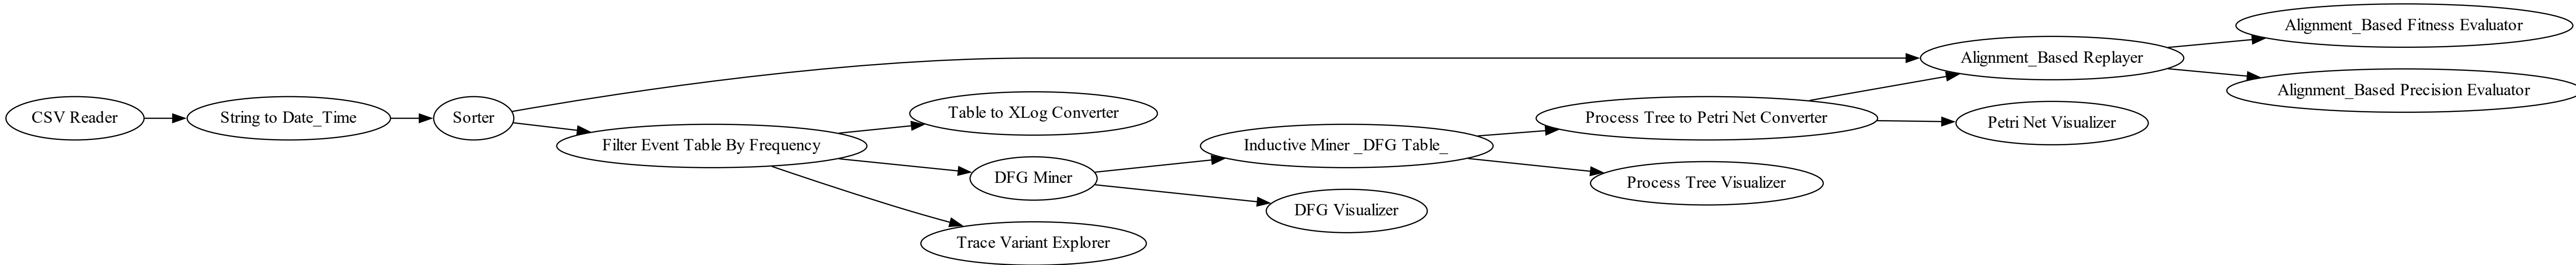 CSV Reader
String to Date_Time
Sorter
Filter Event Table By Frequency
Table to XLog Converter
DFG Miner
Trace Variant Explorer
Inductive Miner _DFG Table_
DFG Visualizer
Process Tree to Petri Net Converter
Process Tree Visualizer
Alignment_Based Replayer
Petri Net Visualizer
Alignment_Based Fitness Evaluator
Alignment_Based Precision Evaluator